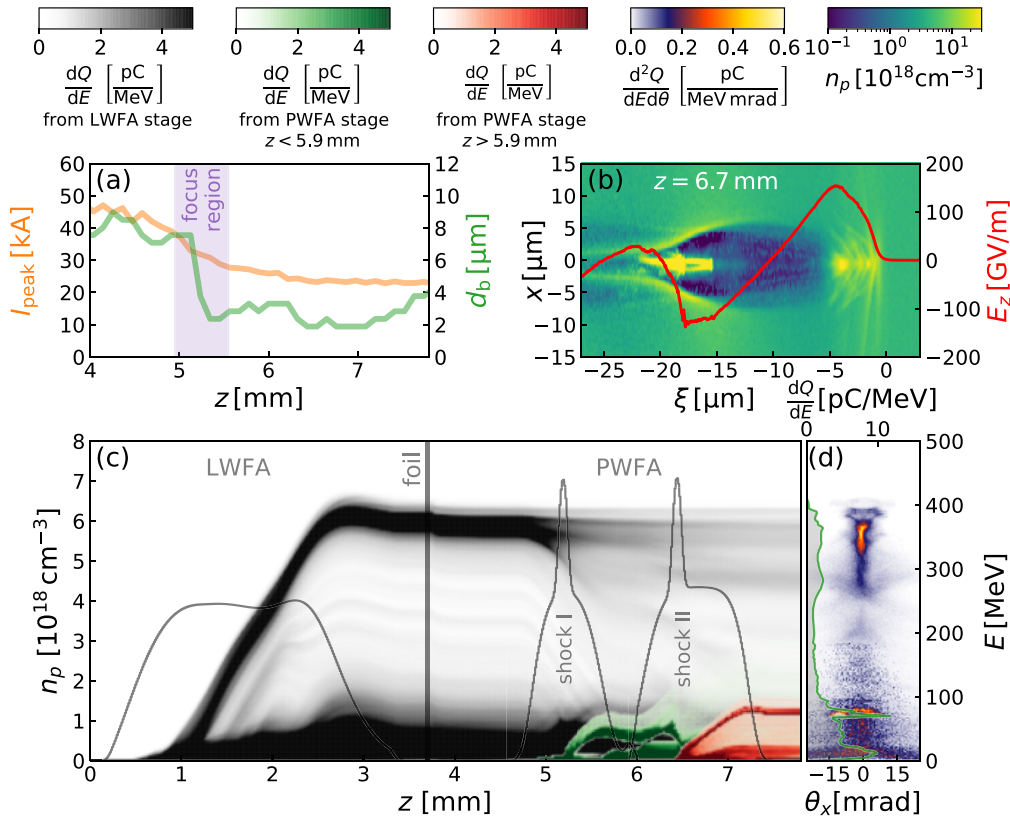 0 2 4
0 2 4
0 2 4
0.0 0.2 0.4 0.6
10⁻¹ 10⁰ 10¹
dQ/dE [pC/MeV]
from LWFA stage
dQ/dE [pC/MeV]
from PWFA stage
z < 5.9 mm
dQ/dE [pC/MeV]
from PWFA stage
z > 5.9 mm
d²Q/dEdθ [pC/MeV mrad]
n_p [10¹⁸cm⁻³]
(a)
focus
region
I_peak [kA]
60
50
40
30
20
10
0
12
10
8
6
4
2
0
d_b [μm]
4 5 6 7
z [mm]
(b)
z = 6.7 mm
x [μm]
15
10
5
0
−5
−10
−15
200
100
0
−100
−200
E_z [GV/m]
−20 −10 0
ξ [μm]
(c)
LWFA
foil
PWFA
shock I
shock II
n_p [10¹⁸ cm⁻³]
8
7
6
5
4
3
2
1
0
0 1 2 3 4 5 6 7
z [mm]
dQ/dE [pC/MeV]
0 10
(d)
500
400
300
200
100
0
E [MeV]
−15 0 15
θ_x [mrad]